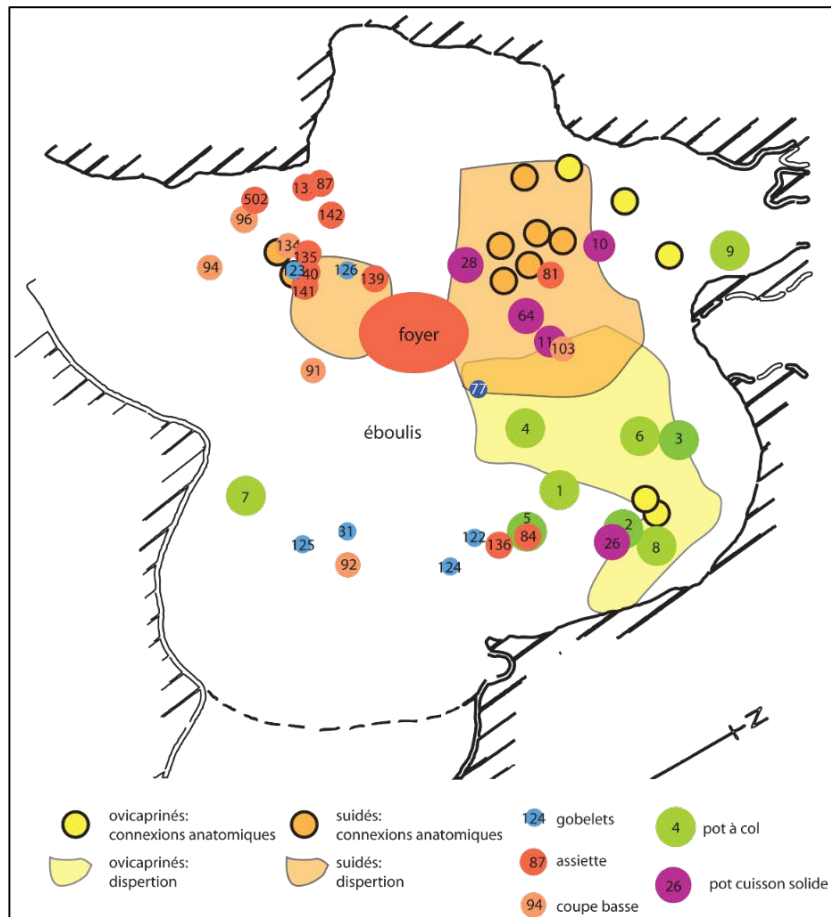 13. 87
502
96 142
134
135 10 9
94 123 40 126 139 28 81
141
64
foyer
11 103
91
77
éboulis 4 6 3
1
7
5 2
31
125 122 136 84 26 8
92 124
N
ovicaprinés: suidés: 124 gobelets
connexions anatomiques connexions anatomiques 4 pot à col
87 assiette
ovicaprinés: suidés:
dispertion dispertion 26 pot cuisson solide
94 coupe basse